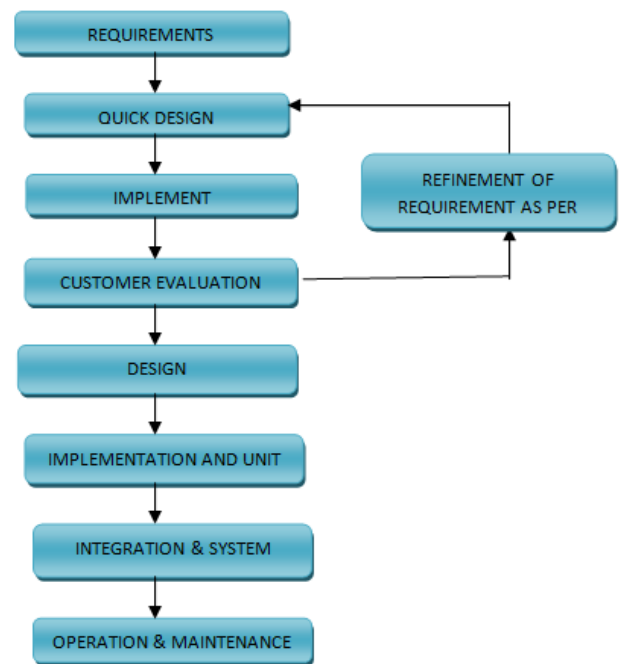 REQUIREMENTS
QUICK DESIGN
IMPLEMENT
REFINEMENT OF
REQUIREMENT AS PER
CUSTOMER EVALUATION
DESIGN
IMPLEMENTATION AND UNIT
INTEGRATION & SYSTEM
OPERATION & MAINTENANCE